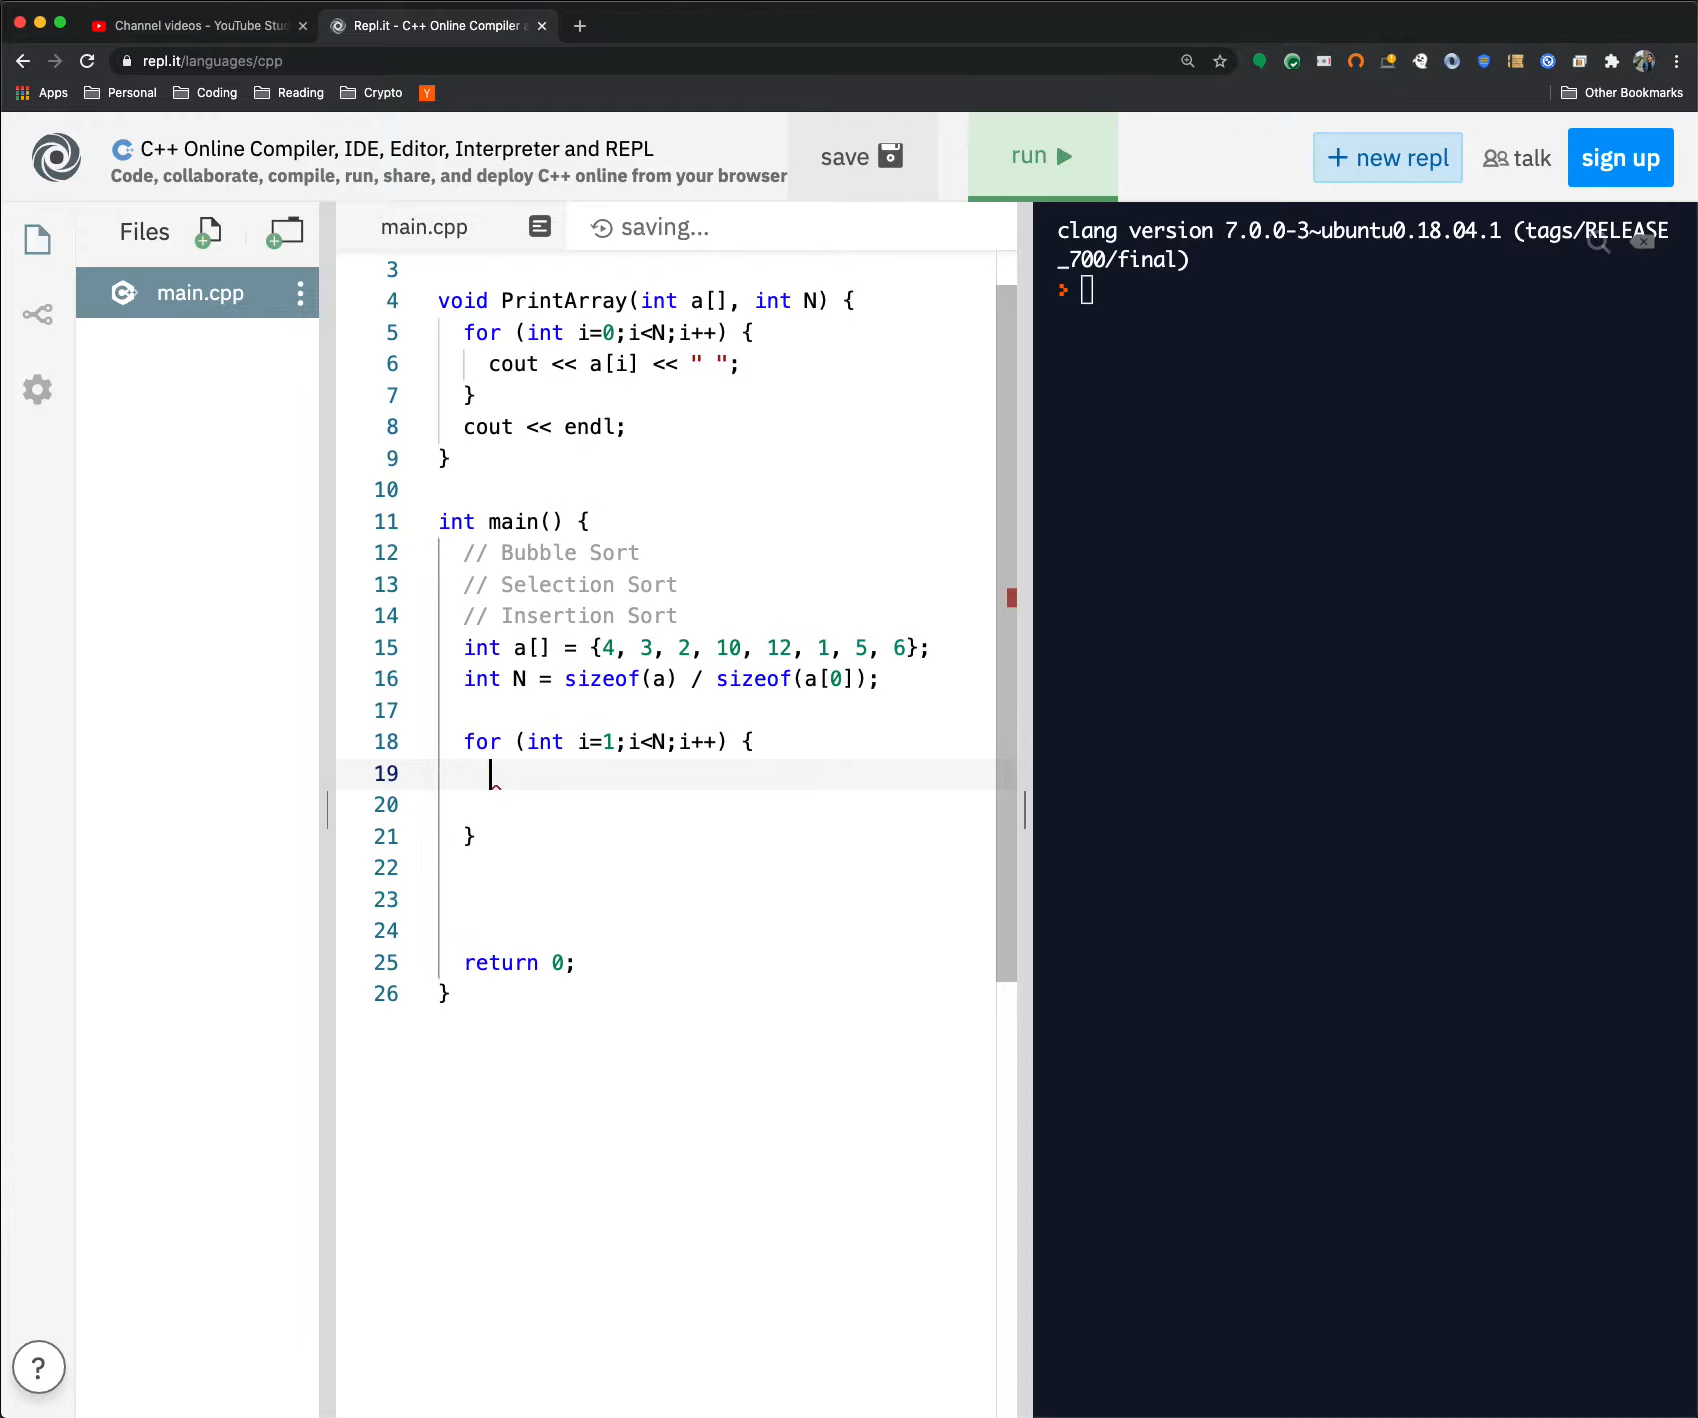 Channel videos - YouTube Stu
Repl.it - C++ Online Compiler a
repl.it/languages/cpp
Apps Personal Coding Reading Crypto Y Other Bookmarks
C++ Online Compiler, IDE, Editor, Interpreter and REPL
Code, collaborate, compile, run, share, and deploy C++ online from your browser
save
run
+ new repl
talk
sign up
Files
main.cpp
main.cpp
saving...
3
4 void PrintArray(int a[], int N) {
5 for (int i=0;i<N;i++) {
6 cout << a[i] << " ";
7 }
8 cout << endl;
9 }
10
11 int main() {
12 // Bubble Sort
13 // Selection Sort
14 // Insertion Sort
15 int a[] = {4, 3, 2, 10, 12, 1, 5, 6};
16 int N = sizeof(a) / sizeof(a[0]);
17
18 for (int i=1;i<N;i++) {
19
20
21 }
22
23
24
25 return 0;
26 }
clang version 7.0.0-3~ubuntu0.18.04.1 (tags/RELEASE
_700/final)
?